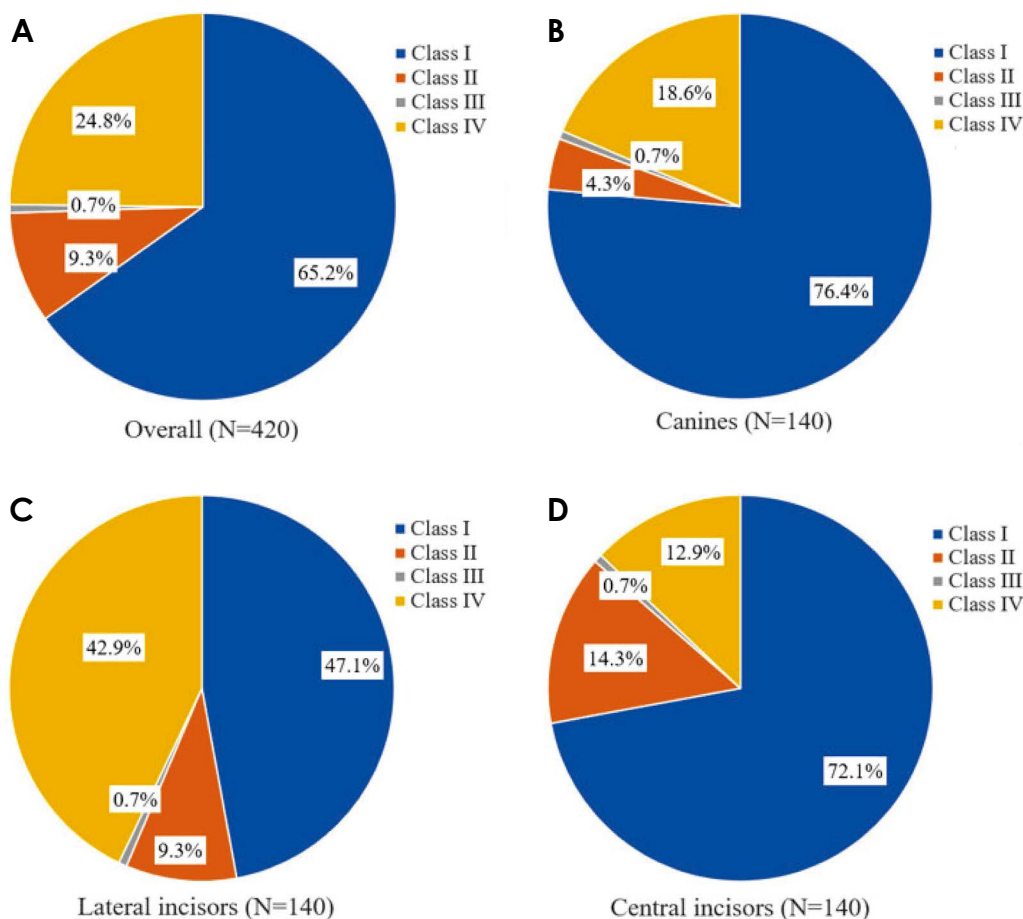 A
Class I
Class II
Class III
Class IV
24.8%
0.7%
9.3%
65.2%
Overall (N=420)
B
Class I
Class II
Class III
Class IV
18.6%
0.7%
4.3%
76.4%
Canines (N=140)
C
Class I
Class II
Class III
Class IV
42.9%
47.1%
0.7%
9.3%
Lateral incisors (N=140)
D
Class I
Class II
Class III
Class IV
12.9%
0.7%
14.3%
72.1%
Central incisors (N=140)